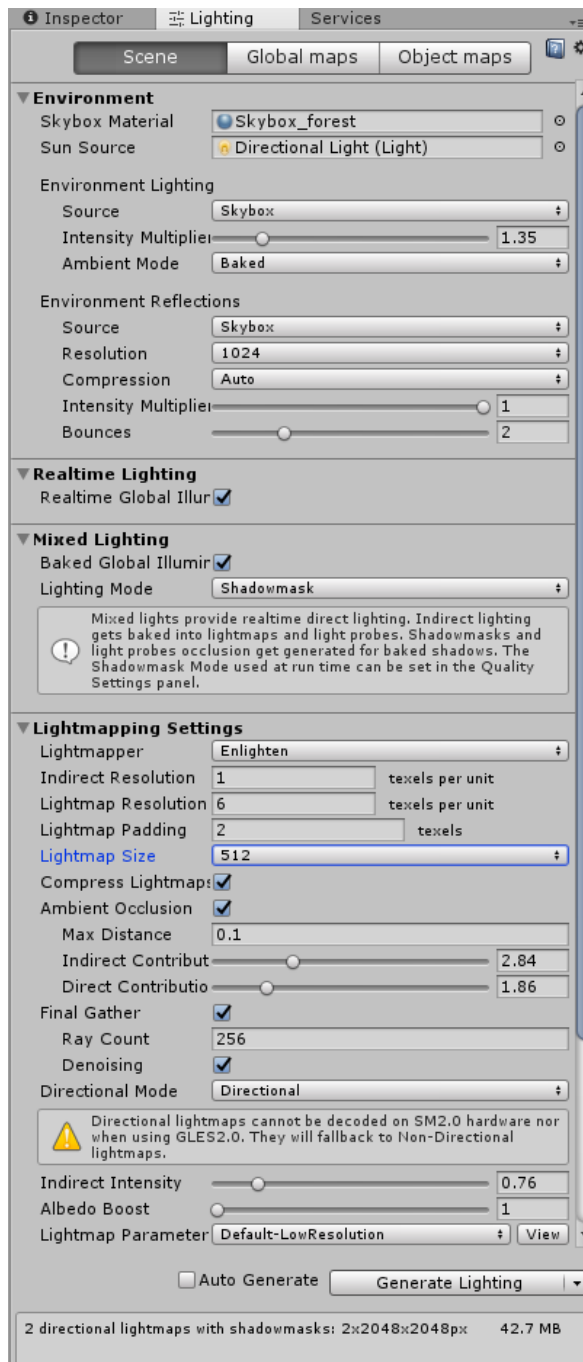 Inspector Lighting Services
Scene Global maps Object maps
Environment
Skybox Material Skybox_forest
Sun Source Directional Light (Light)
Environment Lighting
Source Skybox
Intensity Multiplier 1.35
Ambient Mode Baked
Environment Reflections
Source Skybox
Resolution 1024
Compression Auto
Intensity Multiplier 1
Bounces 2
Realtime Lighting
Realtime Global Illur
Mixed Lighting
Baked Global Illumir
Lighting Mode Shadowmask
Mixed lights provide realtime direct lighting. Indirect lighting
gets baked into lightmaps and light probes. Shadowmasks and
light probes occlusion get generated for baked shadows. The
Shadowmask Mode used at run time can be set in the Quality
Settings panel.
Lightmapping Settings
Lightmapper Enlighten
Indirect Resolution 1 texels per unit
Lightmap Resolution 6 texels per unit
Lightmap Padding 2 texels
Lightmap Size 512
Compress Lightmaps
Ambient Occlusion
Max Distance 0.1
Indirect Contribut 2.84
Direct Contributio 1.86
Final Gather
Ray Count 256
Denoising
Directional Mode Directional
Directional lightmaps cannot be decoded on SM2.0 hardware nor
when using GLES2.0. They will fallback to Non-Directional
lightmaps.
Indirect Intensity 0.76
Albedo Boost 1
Lightmap Parameter Default-LowResolution View
Auto Generate Generate Lighting
2 directional lightmaps with shadowmasks: 2x2048x2048px 42.7 MB